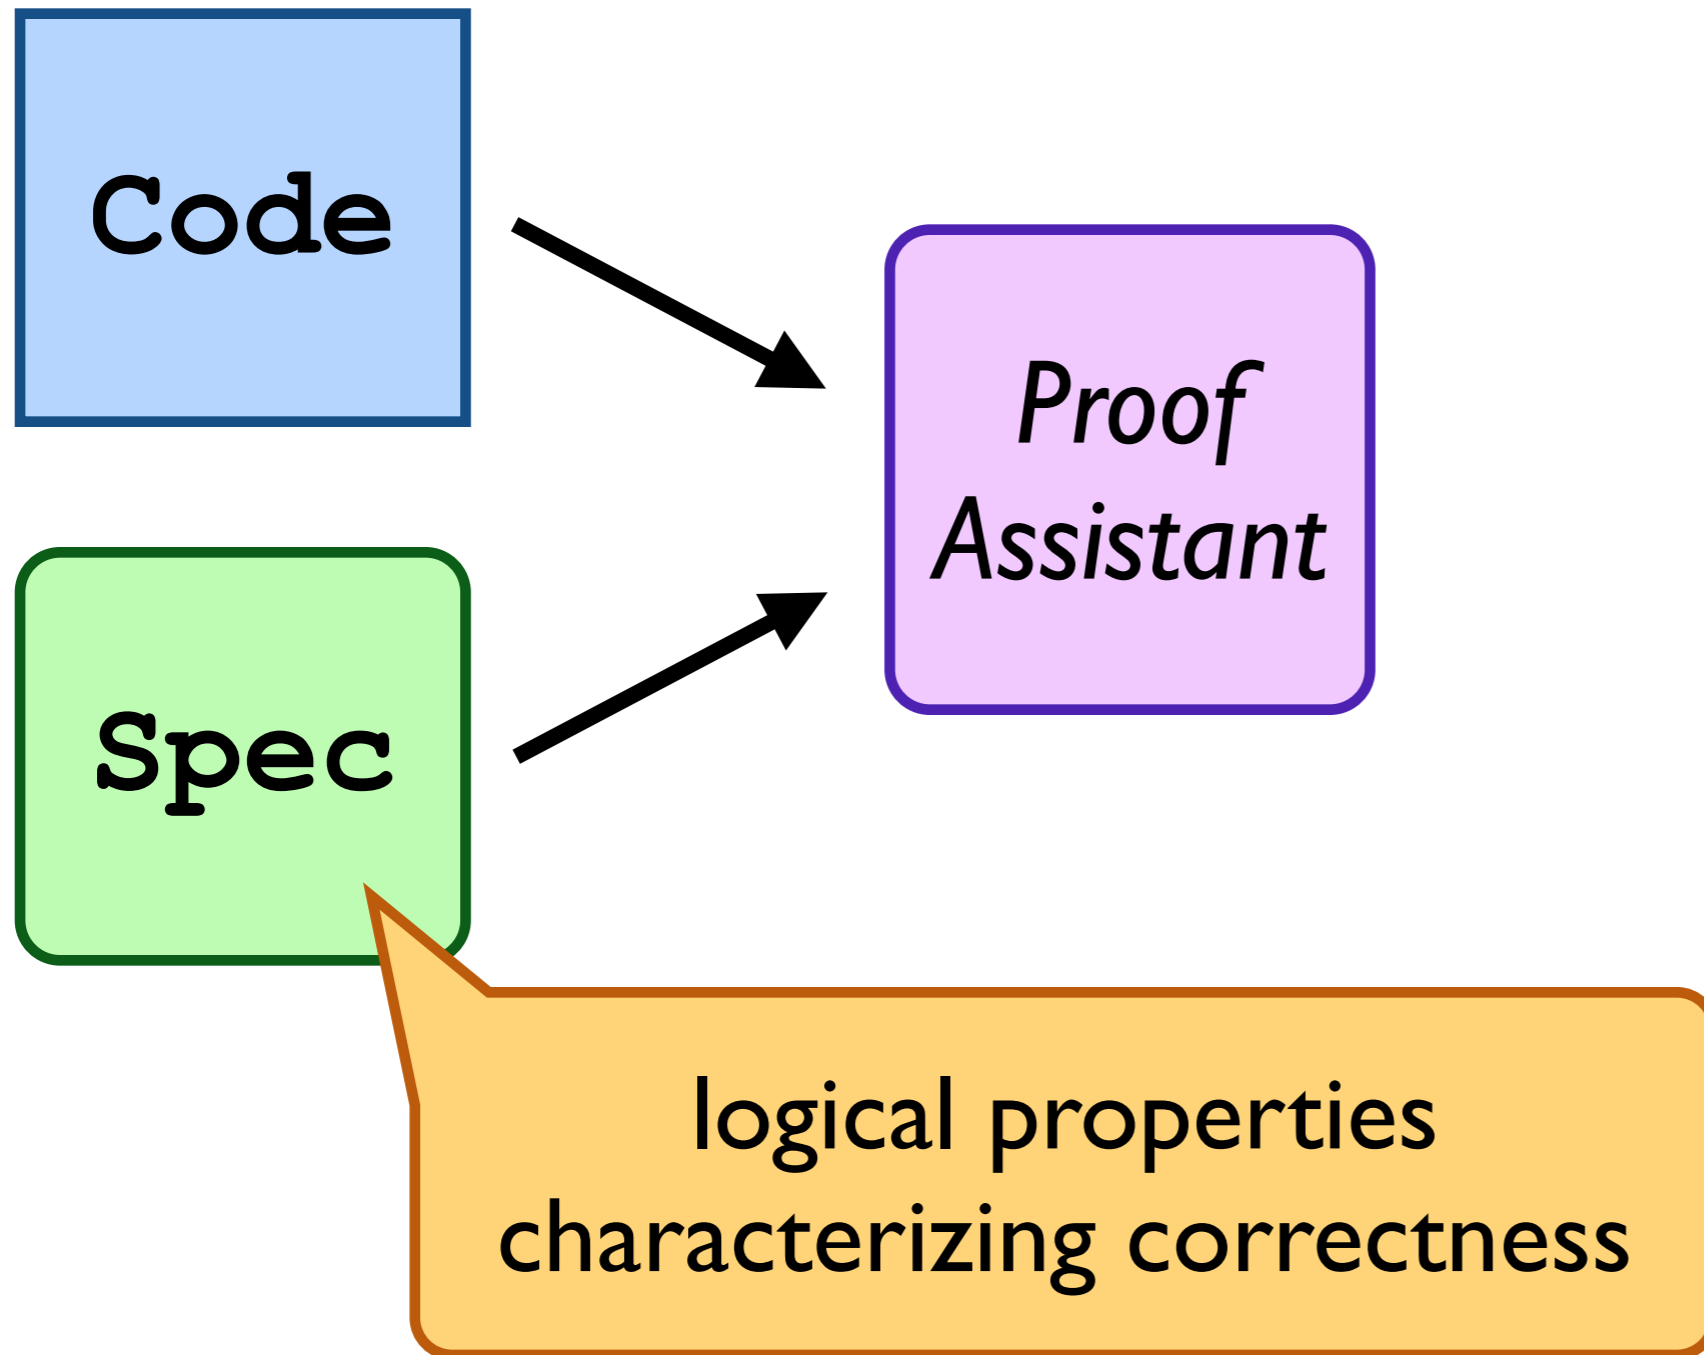 Code
Proof
Assistant
Spec
logical properties
characterizing correctness